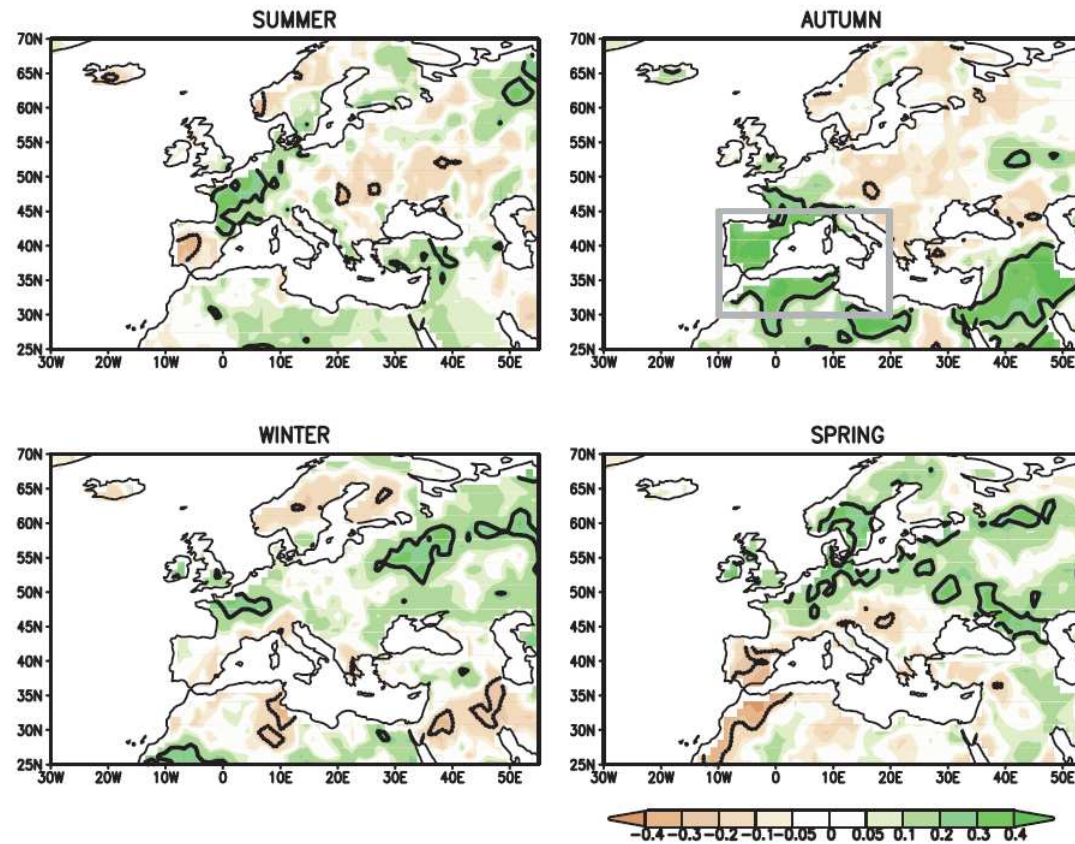 SUMMER
70N
65N
60N
55N
50N
45N
40N
35N
30N
25N
30W 20W 10W 0 10E 20E 30E 40E 50E
AUTUMN
70N
65N
60N
55N
50N
45N
40N
35N
30N
25N
30W 20W 10W 0 10E 20E 30E 40E 50E
WINTER
70N
65N
60N
55N
50N
45N
40N
35N
30N
25N
30W 20W 10W 0 10E 20E 30E 40E 50E
SPRING
70N
65N
60N
55N
50N
45N
40N
35N
30N
25N
30W 20W 10W 0 10E 20E 30E 40E 50E
-0.4 -0.3 -0.2 -0.1 -0.05 0 0.05 0.1 0.2 0.3 0.4